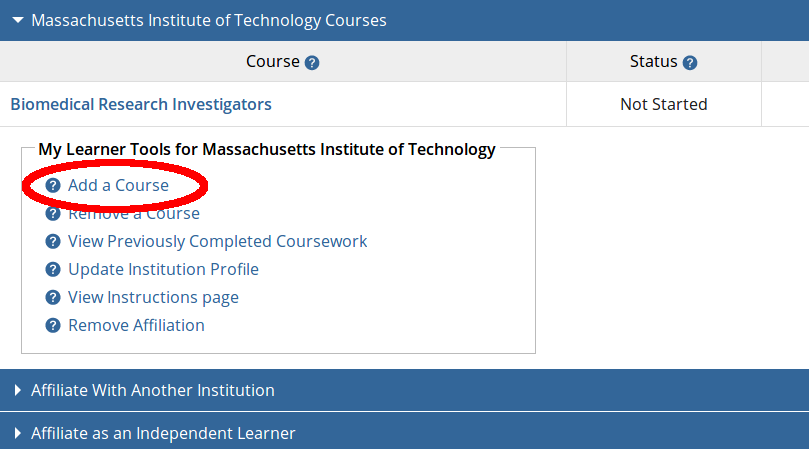 Massachusetts Institute of Technology Courses
Course ? Status ?
Biomedical Research Investigators Not Started
My Learner Tools for Massachusetts Institute of Technology
? Add a Course
? Remove a Course
? View Previously Completed Coursework
? Update Institution Profile
? View Instructions page
? Remove Affiliation
Affiliate With Another Institution
Affiliate as an Independent Learner